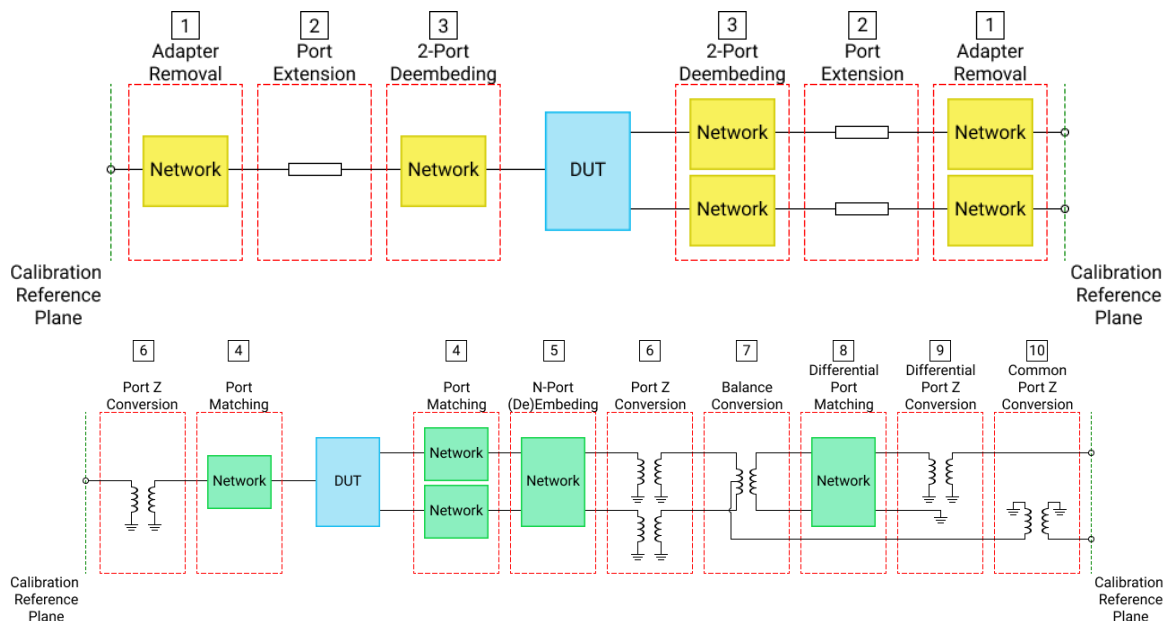 1
Adapter
Removal
2
Port
Extension
3
2-Port
Deembeding
3
2-Port
Deembeding
2
Port
Extension
1
Adapter
Removal
Network
Network
DUT
Network
Network
Network
Network
Calibration
Reference
Plane
Calibration
Reference
Plane
6
Port Z
Conversion
4
Port
Matching
4
Port
Matching
5
N-Port
(De)Embeding
6
Port Z
Conversion
7
Balance
Conversion
8
Differential
Port
Matching
9
Differential
Port Z
Conversion
10
Common
Port Z
Conversion
Network
DUT
Network
Network
Network
Network
Calibration
Reference
Plane
Calibration
Reference
Plane